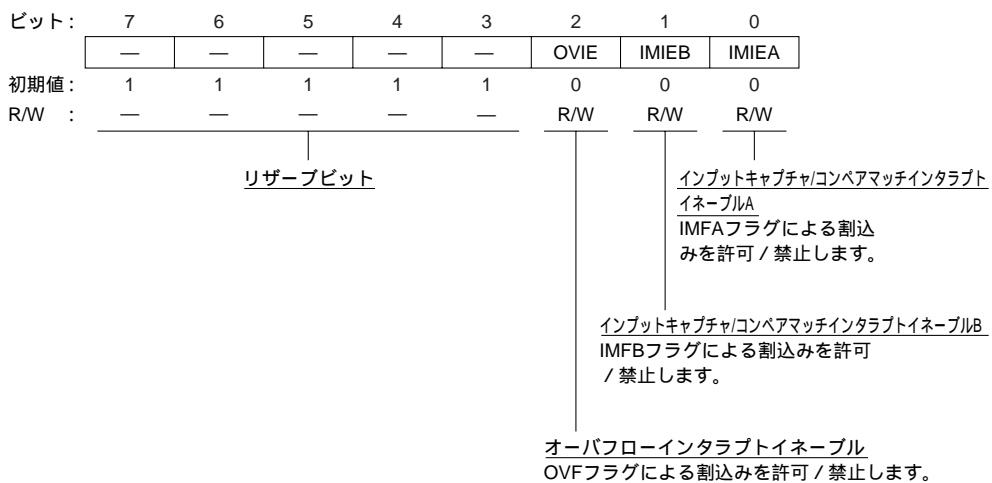 ビット: 7 6 5 4 3 2 1 0
— — — — — OVIE IMIEB IMIEA
初期値: 1 1 1 1 1 0 0 0
R/W : — — — — — R/W R/W R/W
リザーブビット
インプットキャプチャ/コンペアマッチインタラプト
イネーブルA
IMFAフラグによる割込
みを許可/禁止します。
インプットキャプチャ/コンペアマッチインタラプトイネーブルB
IMFBフラグによる割込みを許可
/禁止します。
オーバフローインタラプトイネーブル
OVFフラグによる割込みを許可/禁止します。